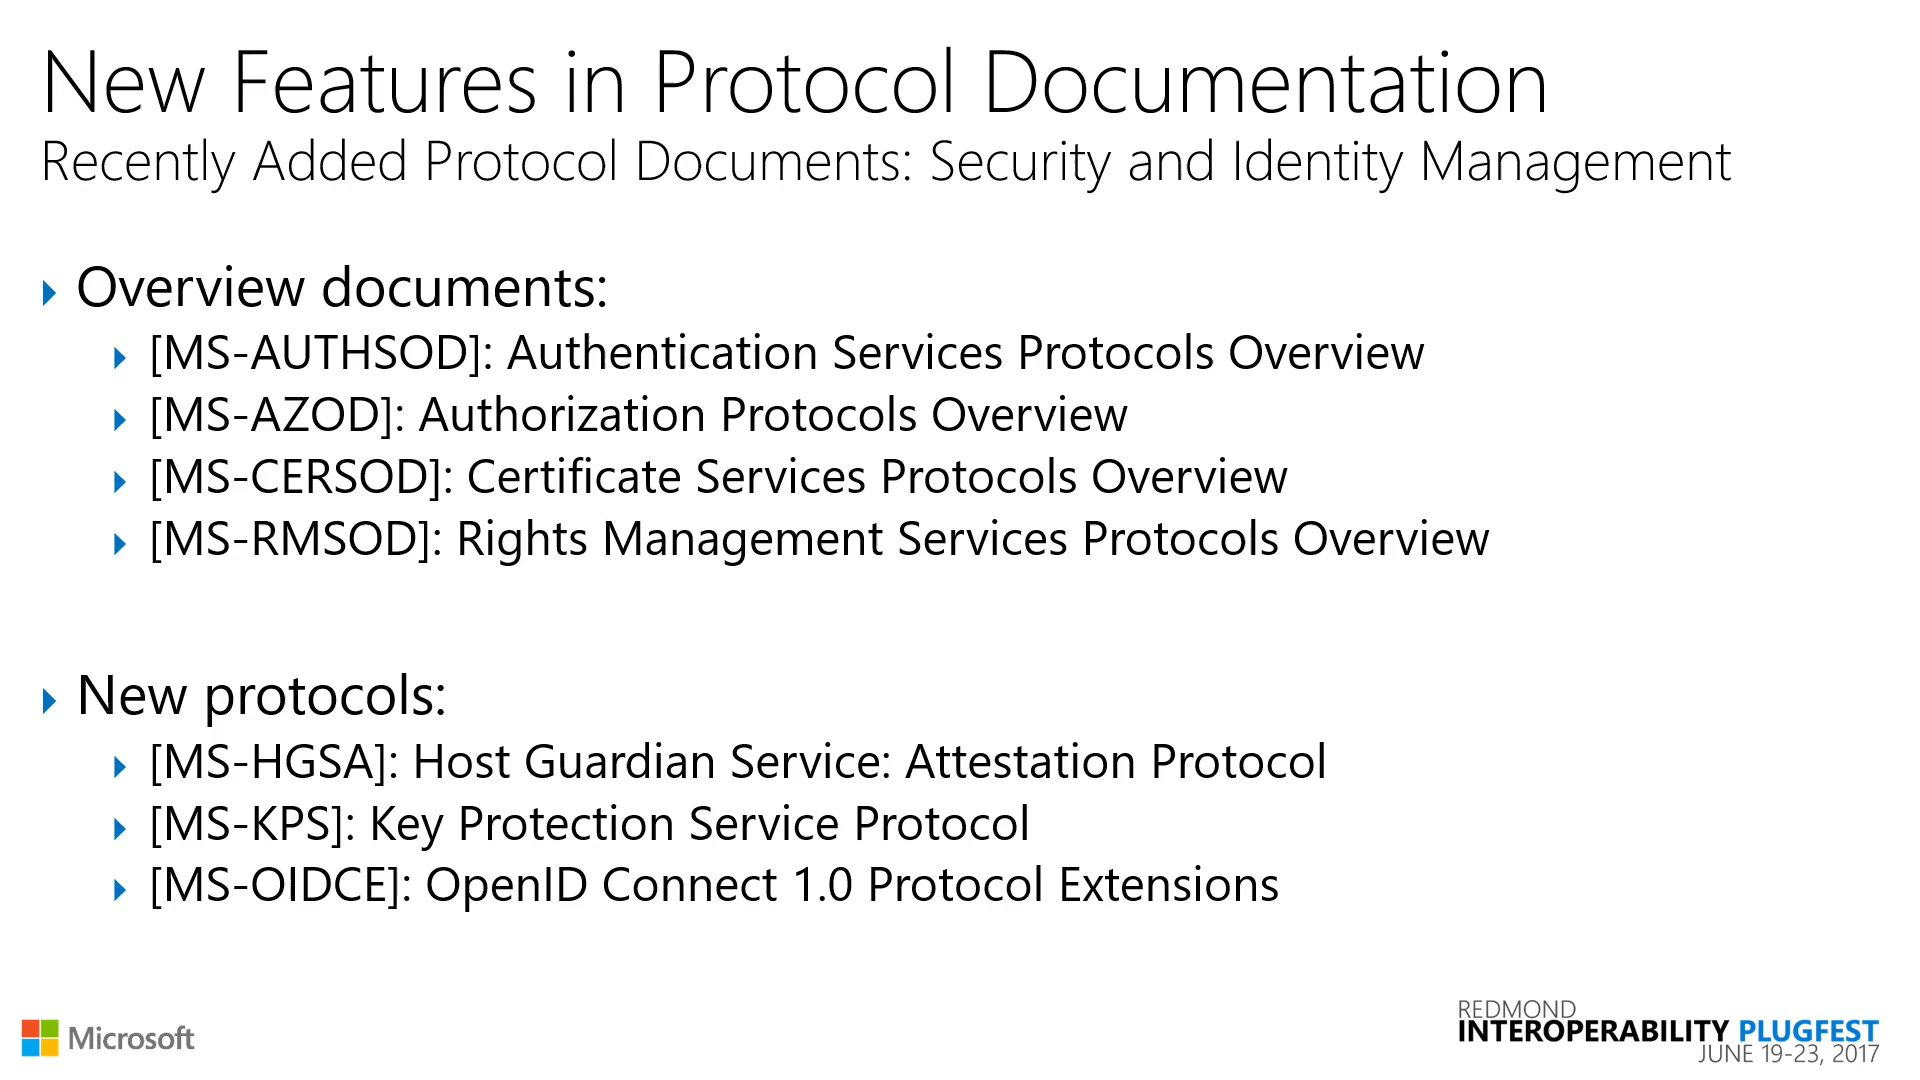 New Features in Protocol Documentation
Recently Added Protocol Documents: Security and Identity Management
Overview documents:
[MS-AUTHSOD]: Authentication Services Protocols Overview
[MS-AZOD]: Authorization Protocols Overview
[MS-CERSOD]: Certificate Services Protocols Overview
[MS-RMSOD]: Rights Management Services Protocols Overview
New protocols:
[MS-HGSA]: Host Guardian Service: Attestation Protocol
[MS-KPS]: Key Protection Service Protocol
[MS-OIDCE]: OpenID Connect 1.0 Protocol Extensions
Microsoft
REDMOND
INTEROPERABILITY PLUGFEST
JUNE 19-23, 2017